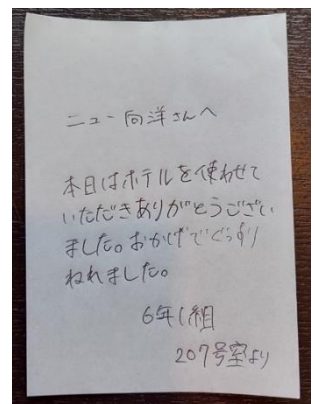 ニュー向洋さんへ
本日はホテルを使わせて
いただきありがとうござい
ました。おかげでぐっすり
ねれました。
6年1組
207号室より